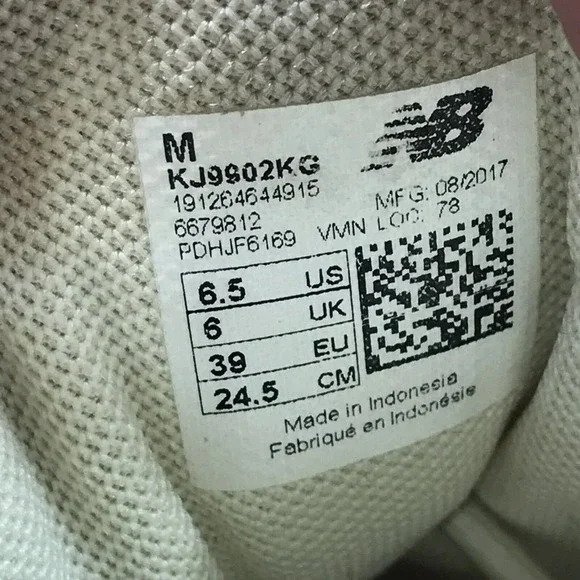 M
KJ9902KG
191264644915
6679812
PDHJF6169
NB
MFG: 08/2017
VMN LOC: 78
6.5 US
6 UK
39 EU
24.5 CM
Made in Indonesia
Fabriqué en Indonésie